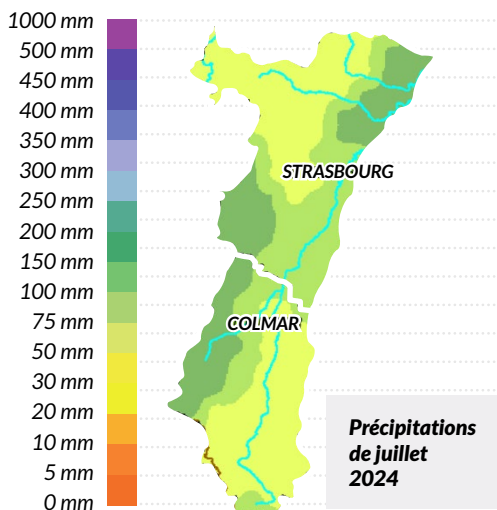 1000 mm
500 mm
450 mm
400 mm
350 mm
300 mm
250 mm
200 mm
150 mm
100 mm
75 mm
50 mm
30 mm
20 mm
10 mm
5 mm
0 mm
STRASBOURG
COLMAR
Précipitations
de juillet
2024